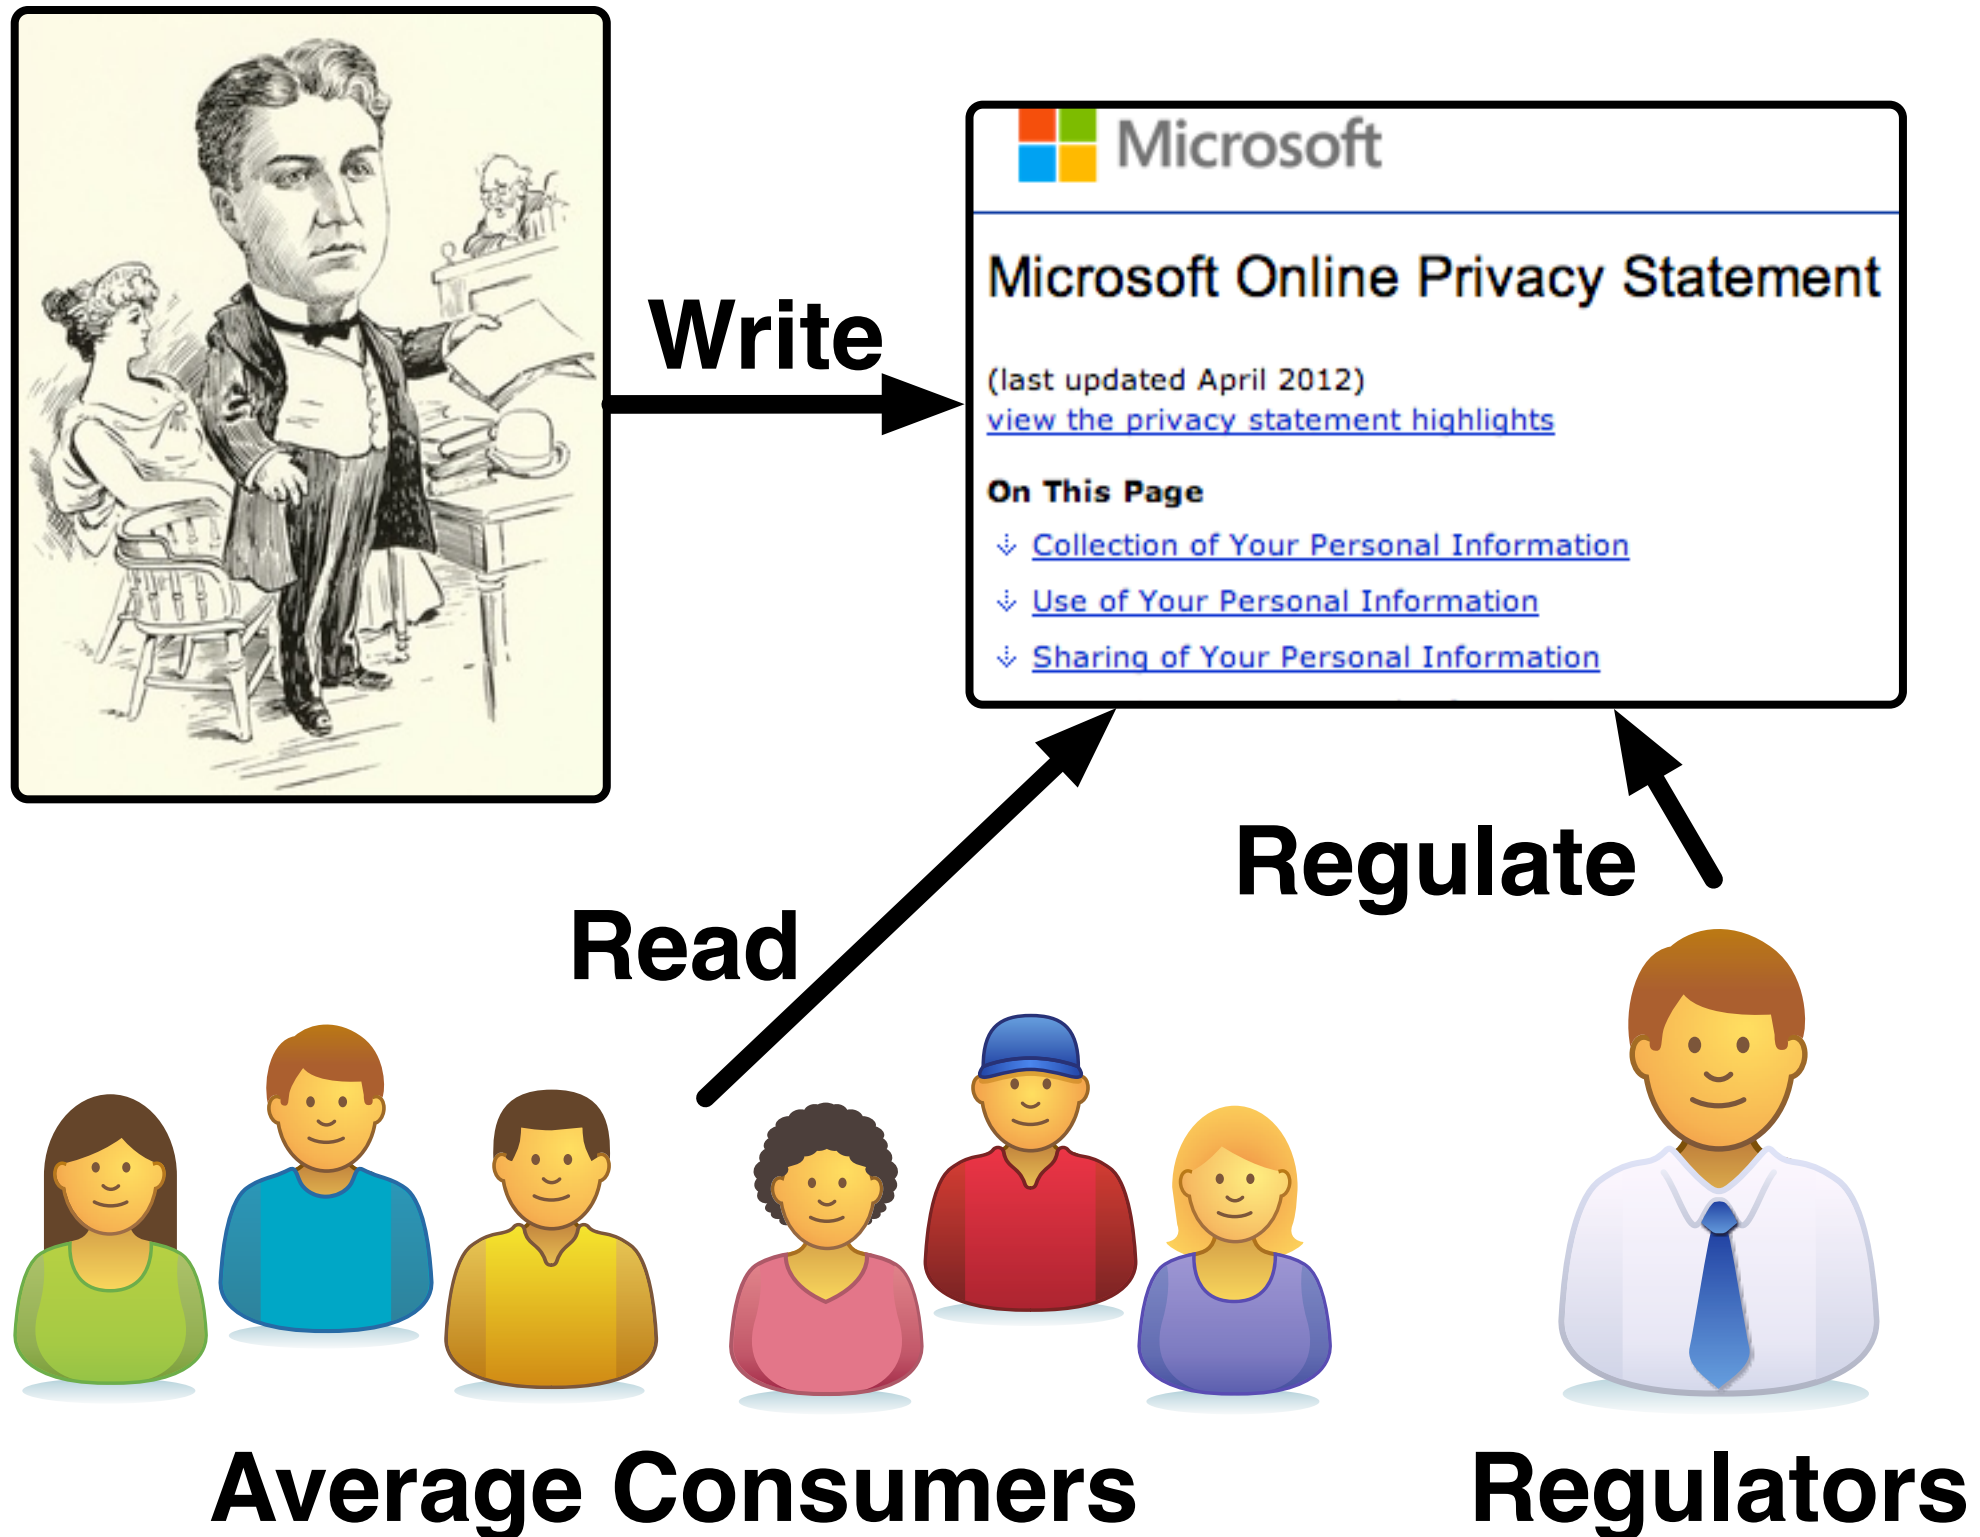 Microsoft
Microsoft Online Privacy Statement
(last updated April 2012)
view the privacy statement highlights
On This Page
Collection of Your Personal Information
Use of Your Personal Information
Sharing of Your Personal Information
Write
Read
Regulate
Average Consumers
Regulators